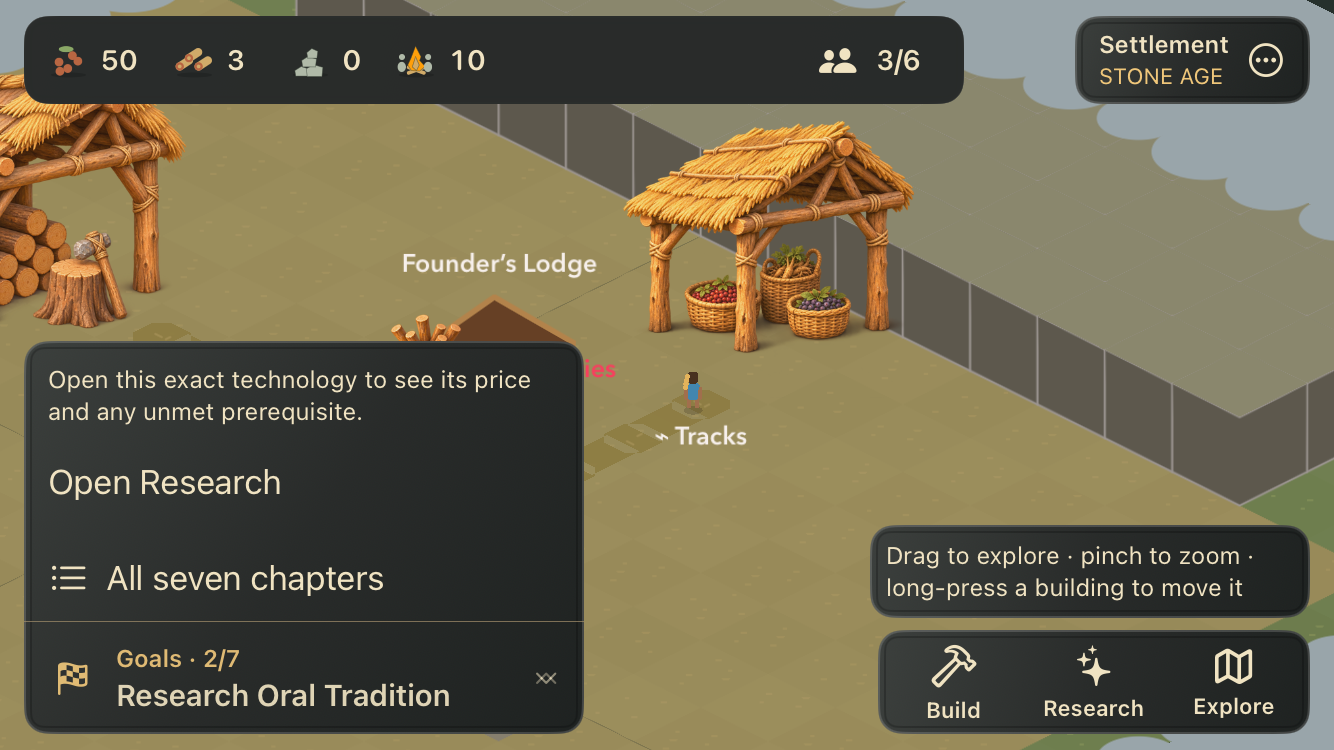 50
3
0
10
3/6
Settlement
STONE AGE
Founder's Lodge
ies
⌁ Tracks
Open this exact technology to see its price
and any unmet prerequisite.
Open Research
All seven chapters
Goals · 2/7
Research Oral Tradition
Drag to explore · pinch to zoom ·
long-press a building to move it
Build
Research
Explore